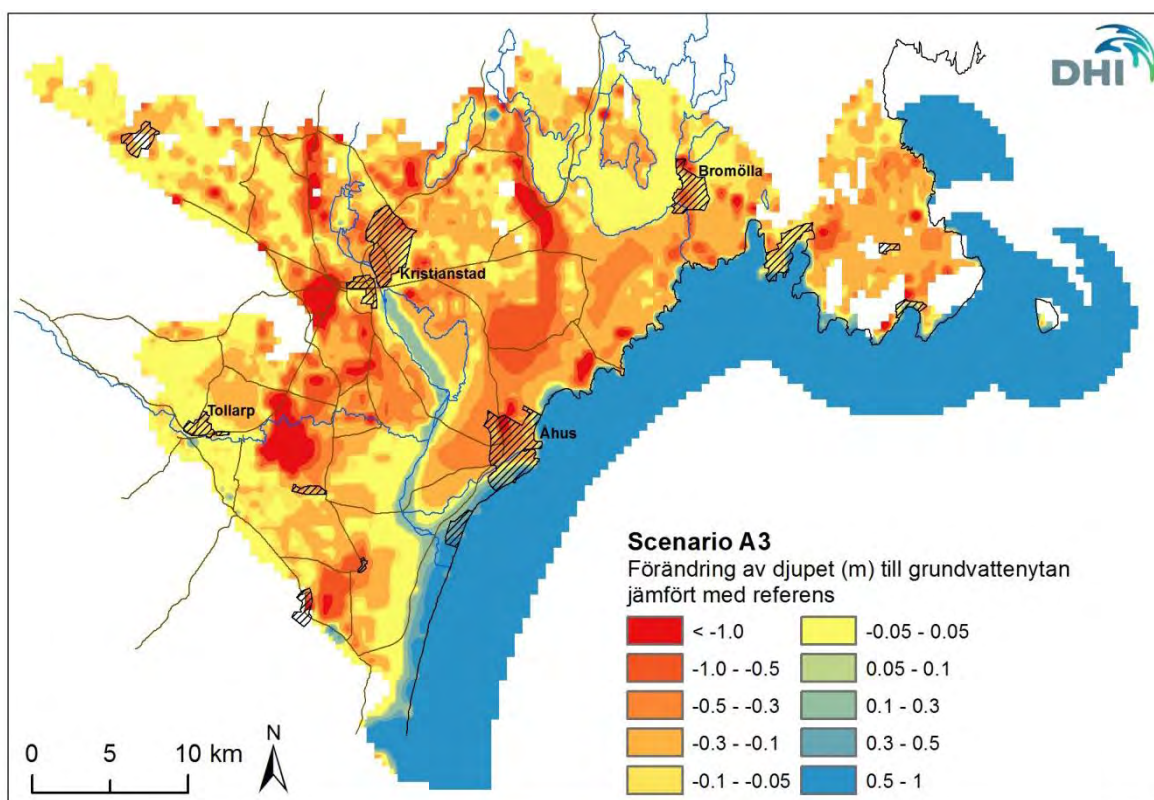 DHI
Bromölla
Kristianstad
Tollarp
Åhus
Scenario A3
Förändring av djupet (m) till grundvattenytan
jämfört med referens
< -1.0
-0.05 - 0.05
-1.0 - -0.5
0.05 - 0.1
-0.5 - -0.3
0.1 - 0.3
-0.3 - -0.1
0.3 - 0.5
-0.1 - -0.05
0.5 - 1
N
0 5 10 km